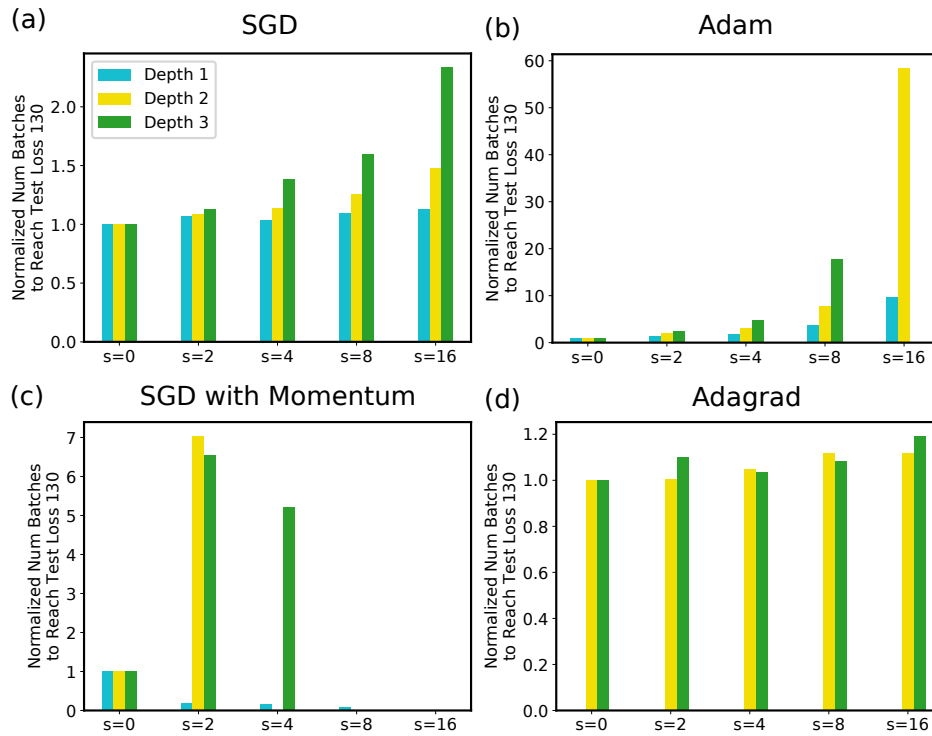 (a)
SGD
Normalized Num Batches
to Reach Test Loss 130
2.0
1.5
1.0
0.5
0.0
Depth 1
Depth 2
Depth 3
s=0
s=2
s=4
s=8
s=16
(b)
Adam
Normalized Num Batches
to Reach Test Loss 130
60
50
40
30
20
10
0
s=0
s=2
s=4
s=8
s=16
(c)
SGD with Momentum
Normalized Num Batches
to Reach Test Loss 130
7
6
5
4
3
2
1
0
s=0
s=2
s=4
s=8
s=16
(d)
Adagrad
Normalized Num Batches
to Reach Test Loss 130
1.2
1.0
0.8
0.6
0.4
0.2
0.0
s=0
s=2
s=4
s=8
s=16